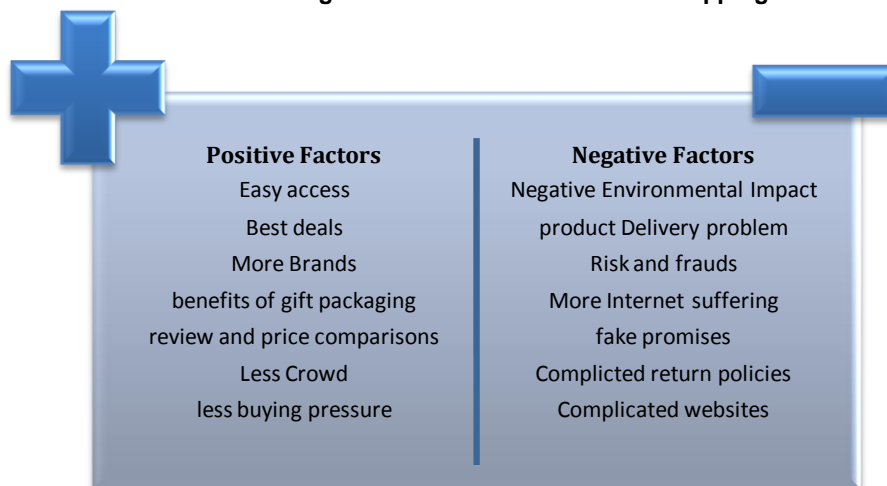 Positive Factors
Easy access
Best deals
More Brands
benefits of gift packaging
review and price comparisons
Less Crowd
less buying pressure
Negative Factors
Negative Environmental Impact
product Delivery problem
Risk and frauds
More Internet suffering
fake promises
Complicted return policies
Complicated websites